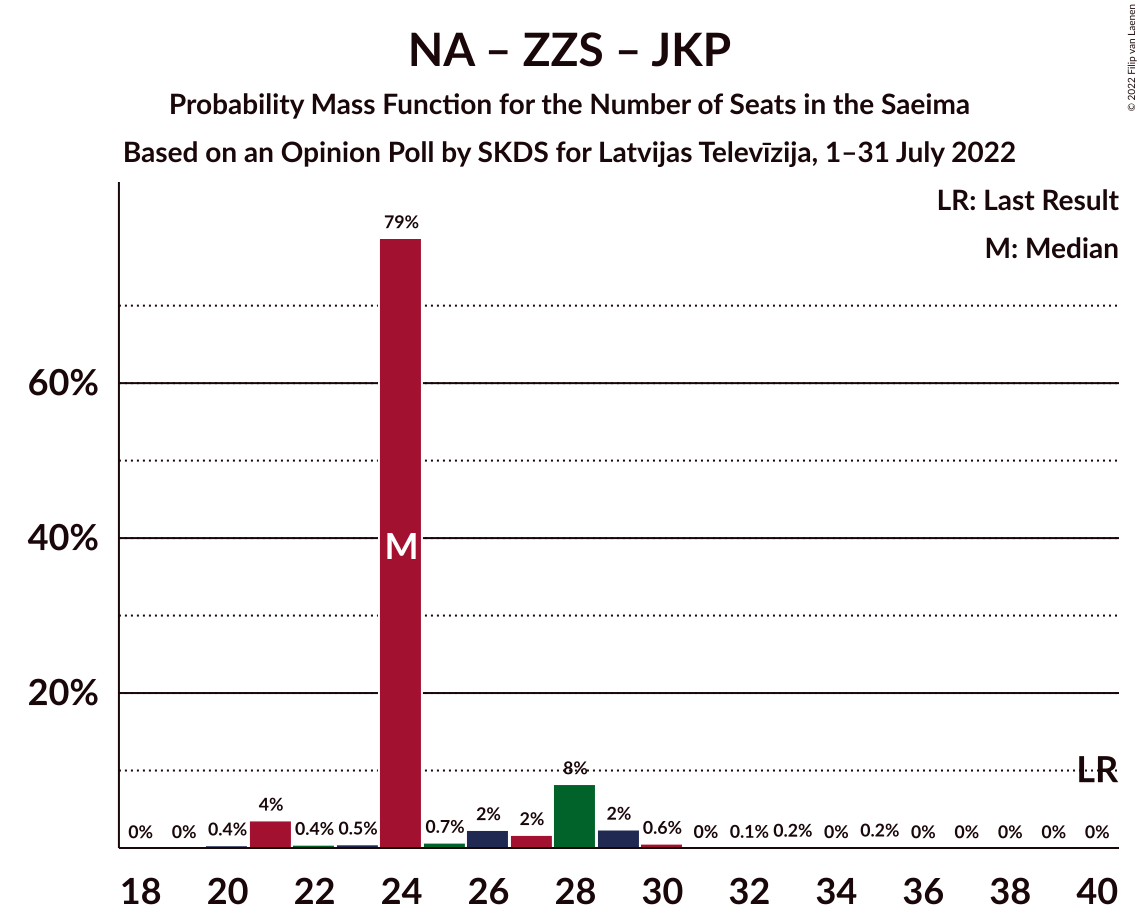 NA – ZZS – JKP
Probability Mass Function for the Number of Seats in the Saeima
Based on an Opinion Poll by SKDS for Latvijas Televīzija, 1–31 July 2022
© 2022 Filip van Laenen
LR: Last Result
M: Median
79%
60%
40%
M
20%
LR
0% 0% 0.4% 4% 0.4% 0.5% 0.7% 2% 2% 8% 2% 0.6% 0% 0.1% 0.2% 0% 0.2% 0% 0% 0% 0% 0%
18 20 22 24 26 28 30 32 34 36 38 40